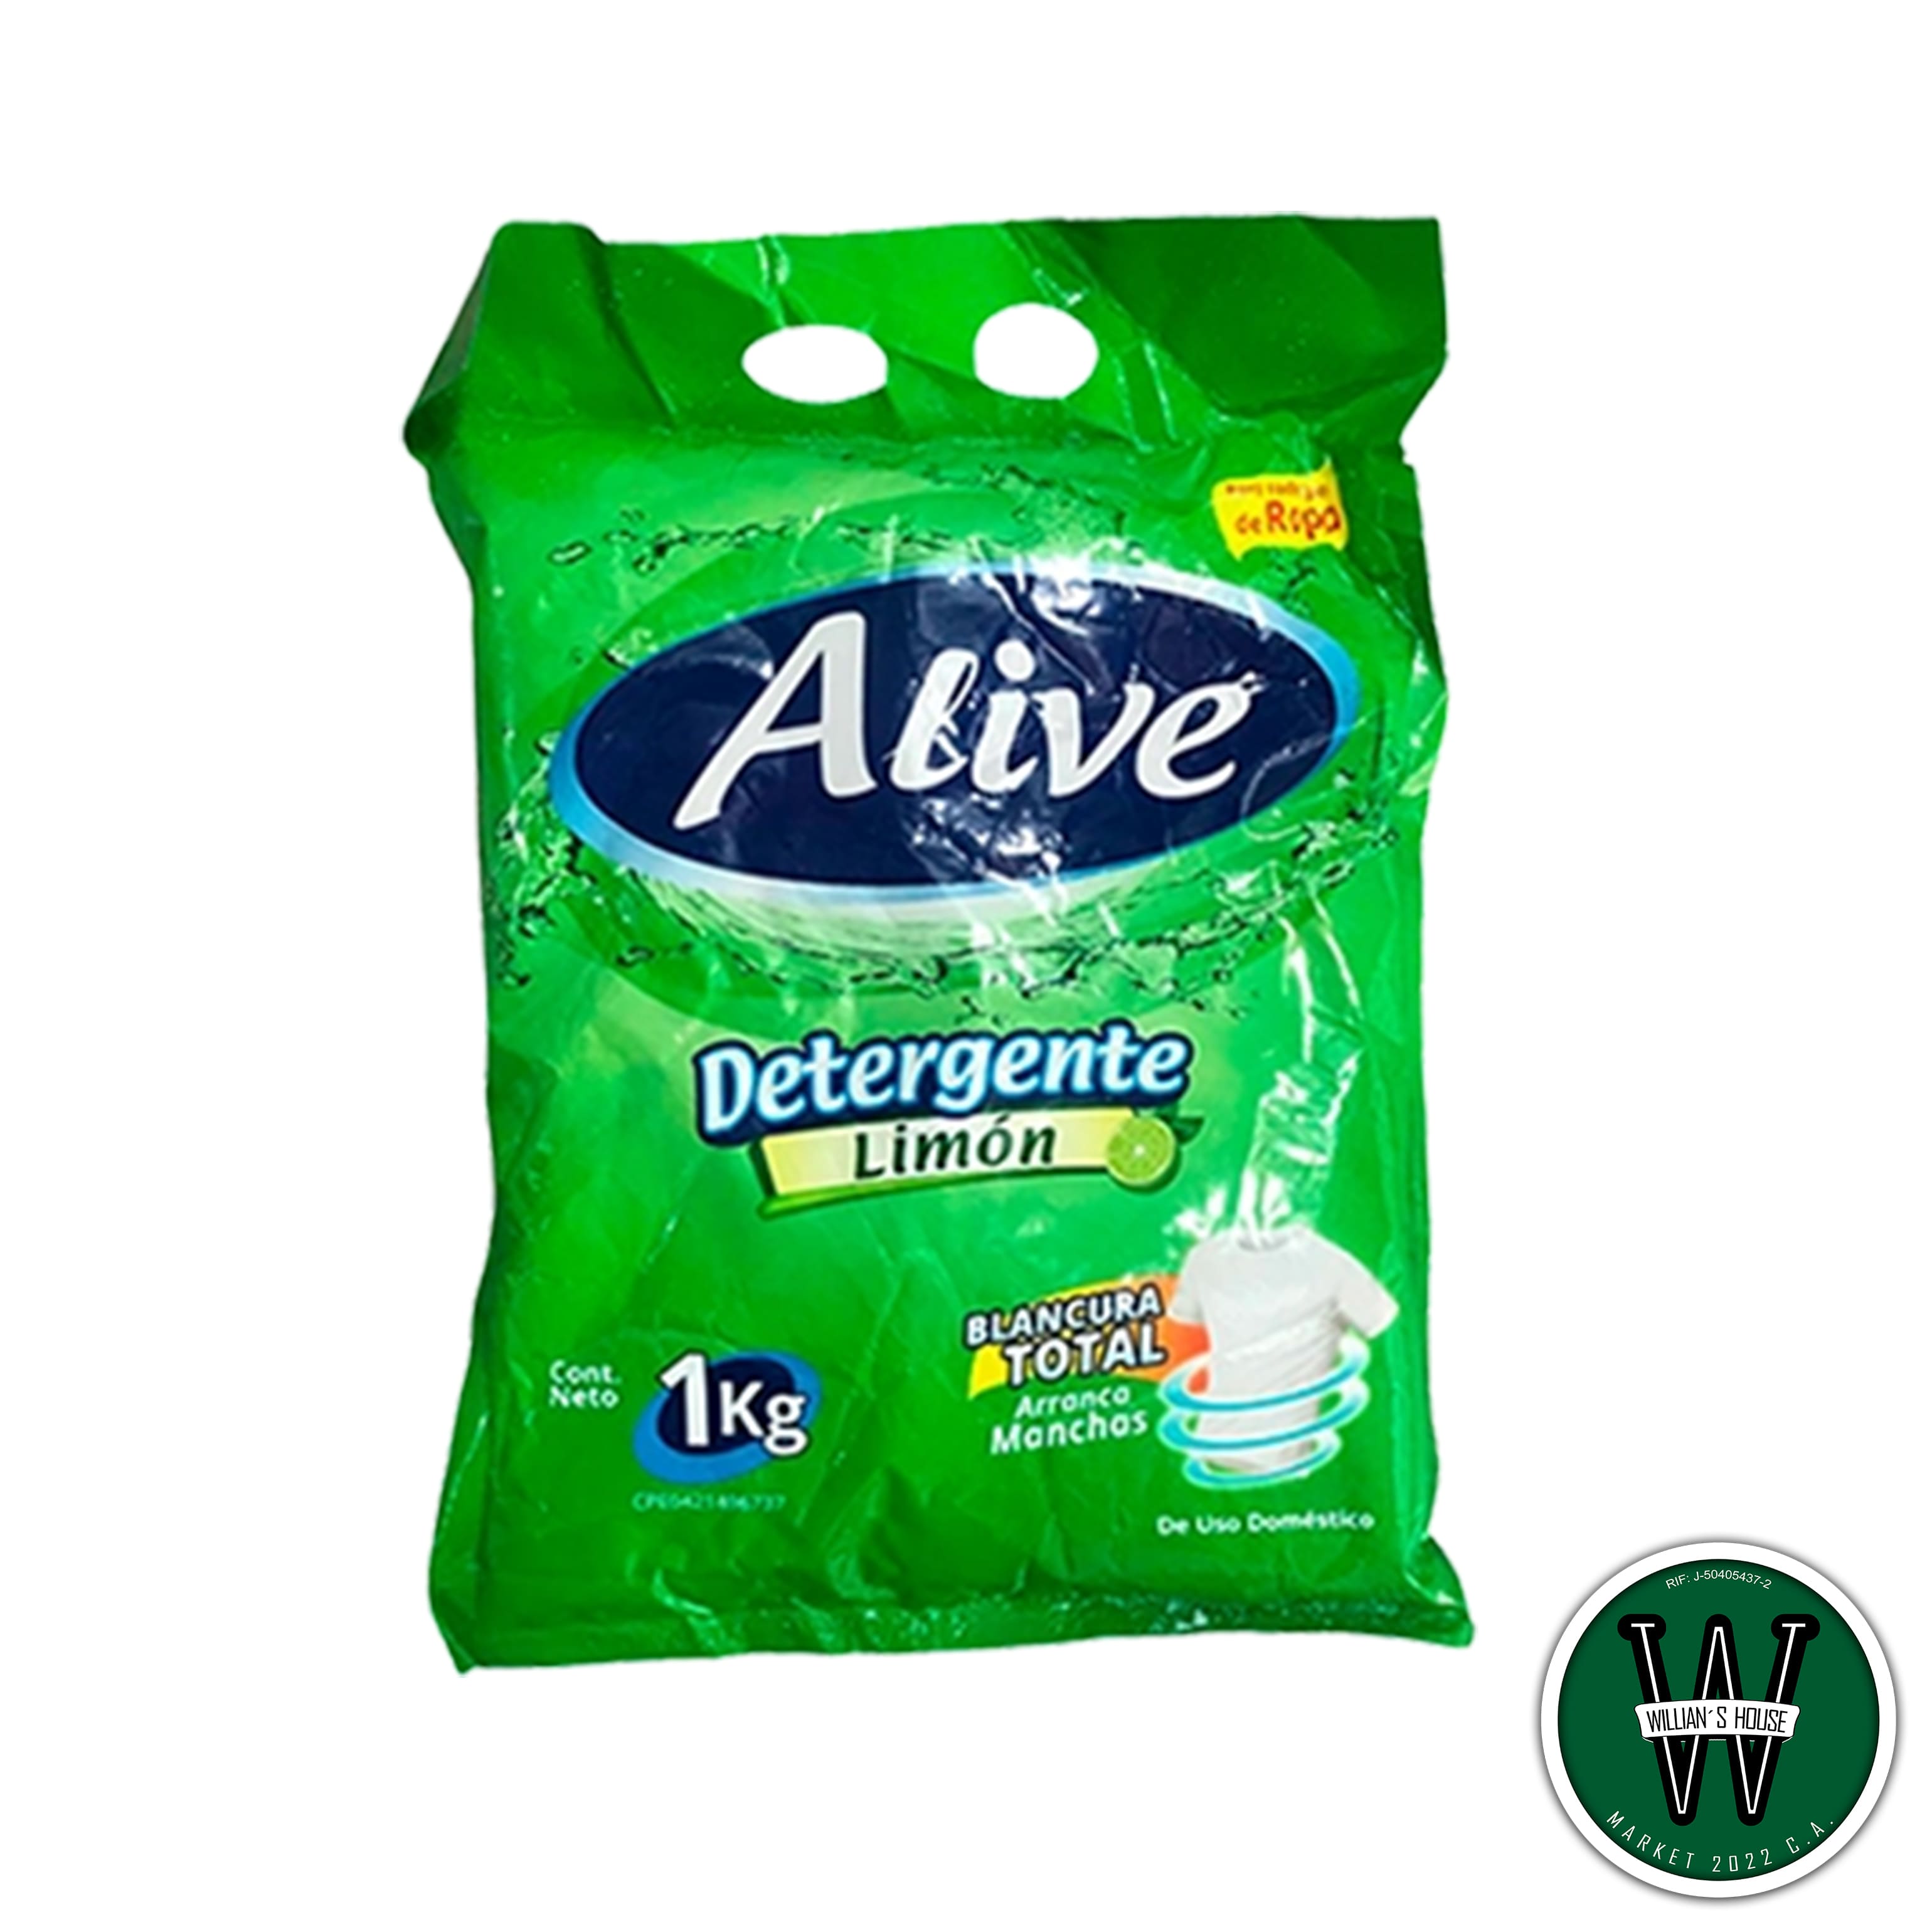 de Ropa
Alive
Detergente
Limón
BLANCURA
TOTAL
Arranca
Manchas
Cont.
Neto
1Kg
De Uso Doméstico
RIF: J-50405437-2
W
WILLIAN´S HOUSE
MARKET 2022 C.A.